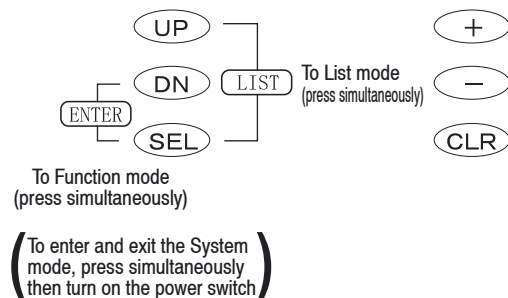 UP
+
DN
LIST
To List mode
(press simultaneously)
−
ENTER
SEL
CLR
To Function mode
(press simultaneously)
(To enter and exit the System
mode, press simultaneously
then turn on the power switch)